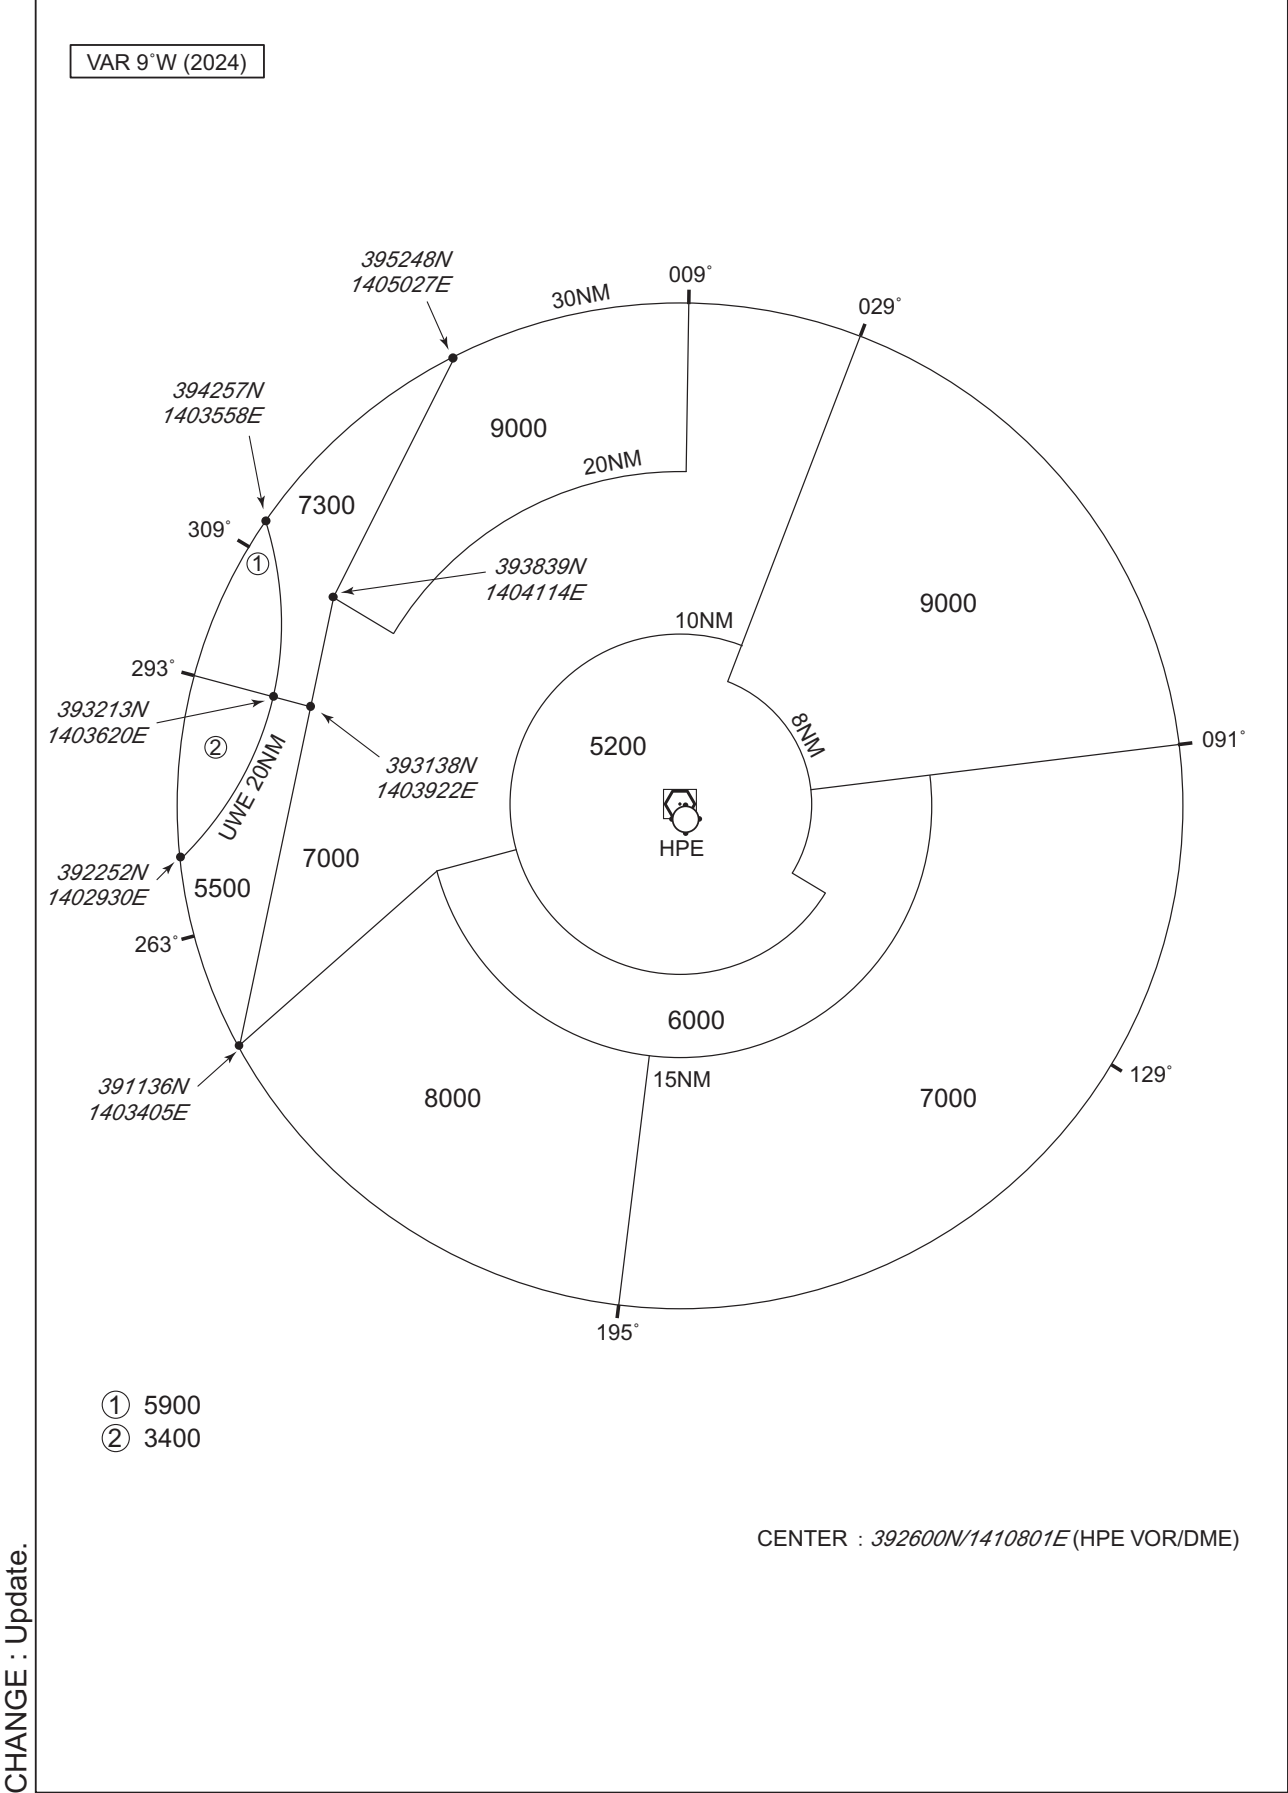 VAR 9˚W (2024)
395248N
1405027E
009˚
30NM
029˚
394257N
1403558E
9000
20NM
7300
309˚
①
393839N
1404114E
9000
10NM
293˚
393213N
1403620E
②
UWE 20NM
8NM
5200
091˚
393138N
1403922E
HPE
7000
392252N
1402930E
5500
263˚
6000
391136N
1403405E
15NM
8000
7000
129˚
195˚
① 5900
② 3400
CENTER : 392600N/1410801E (HPE VOR/DME)
CHANGE : Update.